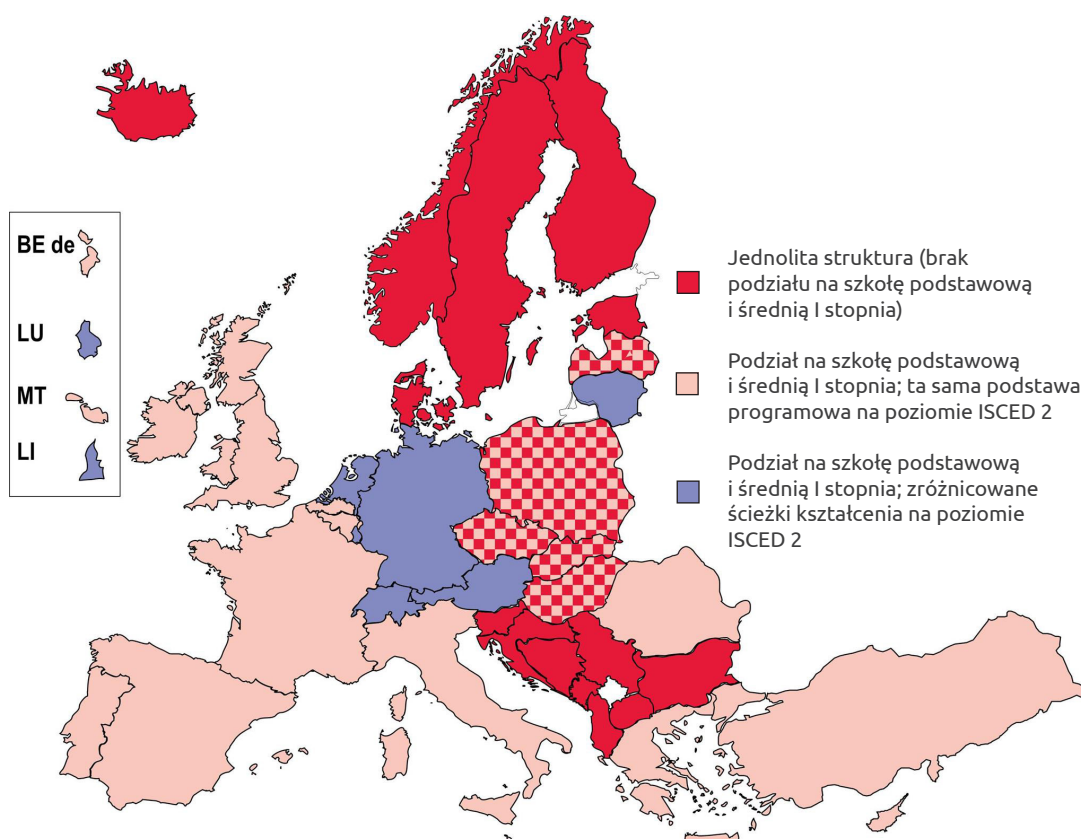 BE de
LU
MT
LI
Jednolita struktura (brak
podziału na szkołę podstawową
i średnią I stopnia)
Podział na szkołę podstawową
i średnią I stopnia; ta sama podstawa
programowa na poziomie ISCED 2
Podział na szkołę podstawową
i średnią I stopnia; zróżnicowane
ścieżki kształcenia na poziomie
ISCED 2